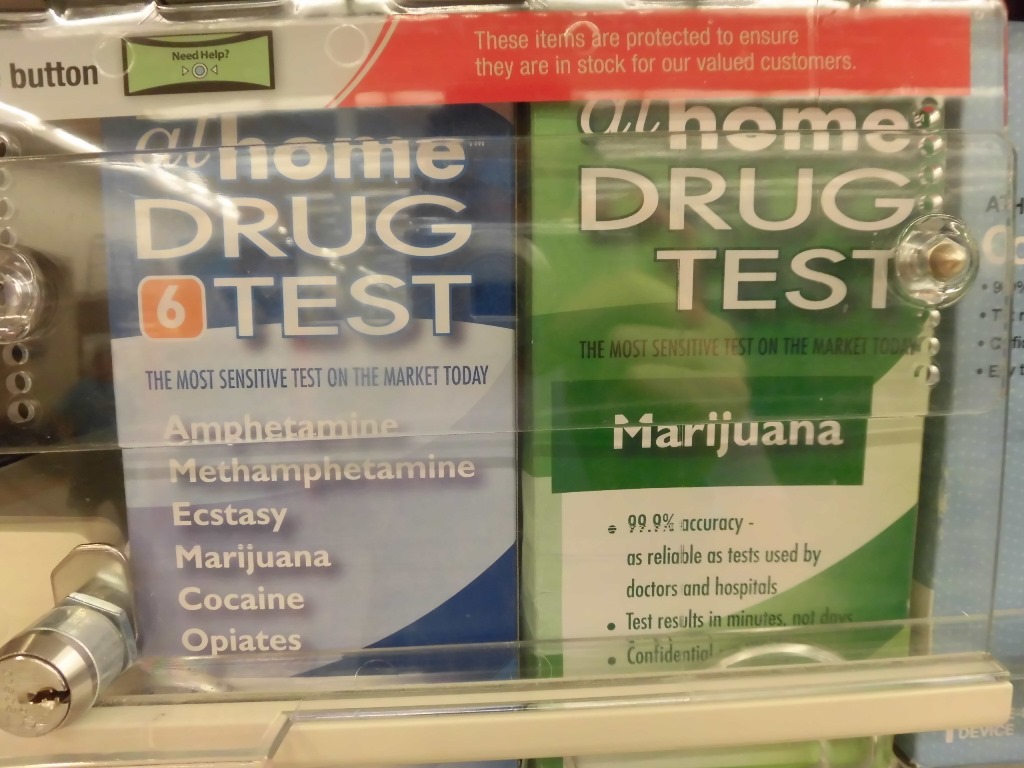 button
Need Help?
These items are protected to ensure
they are in stock for our valued customers.
at home™
DRUG
6 TEST
THE MOST SENSITIVE TEST ON THE MARKET TODAY
Amphetamine
Methamphetamine
Ecstasy
Marijuana
Cocaine
Opiates
at home
DRUG
TEST
THE MOST SENSITIVE TEST ON THE MARKET TODAY
Marijuana
• 99.9% accuracy -
as reliable as tests used by
doctors and hospitals
• Test results in minutes, not days
• Confidential
DEVICE